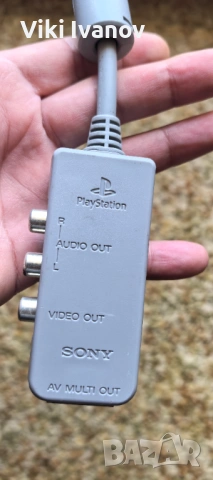 Viki Ivanov
PlayStation
R
AUDIO OUT
L
VIDEO OUT
SONY
AV MULTI OUT
BAZAR